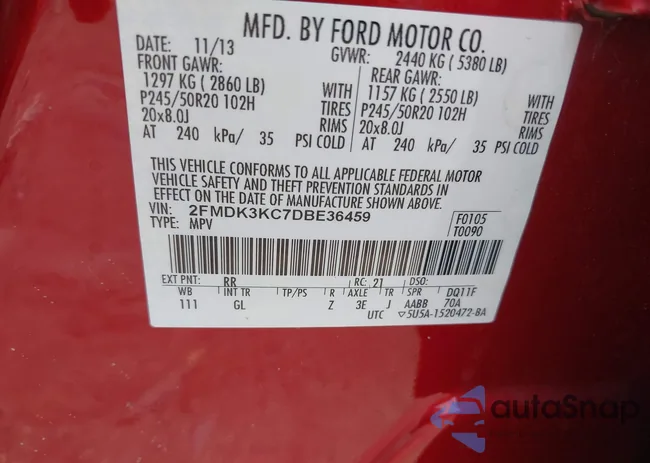 MFD. BY FORD MOTOR CO.
DATE: 11/13 GVWR: 2440 KG ( 5380 LB)
FRONT GAWR: REAR GAWR:
1297 KG ( 2860 LB) WITH 1157 KG ( 2550 LB) WITH
P245/50R20 102H TIRES P245/50R20 102H TIRES
20x8.0J RIMS 20x8.0J RIMS
AT 240 kPa/ 35 PSI COLD AT 240 kPa/ 35 PSI COLD
THIS VEHICLE CONFORMS TO ALL APPLICABLE FEDERAL MOTOR
VEHICLE SAFETY AND THEFT PREVENTION STANDARDS IN
EFFECT ON THE DATE OF MANUFACTURE SHOWN ABOVE.
VIN: 2FMDK3KC7DBE36459 F0105
TYPE: MPV T0090
EXT PNT: RR RC: 21 DSO:
WB INT TR TP/PS R AXLE TR SPR DQ11F
111 GL Z 3E J AABB 70A
UTC ▽5U5A-1520472-BA
autoSnap